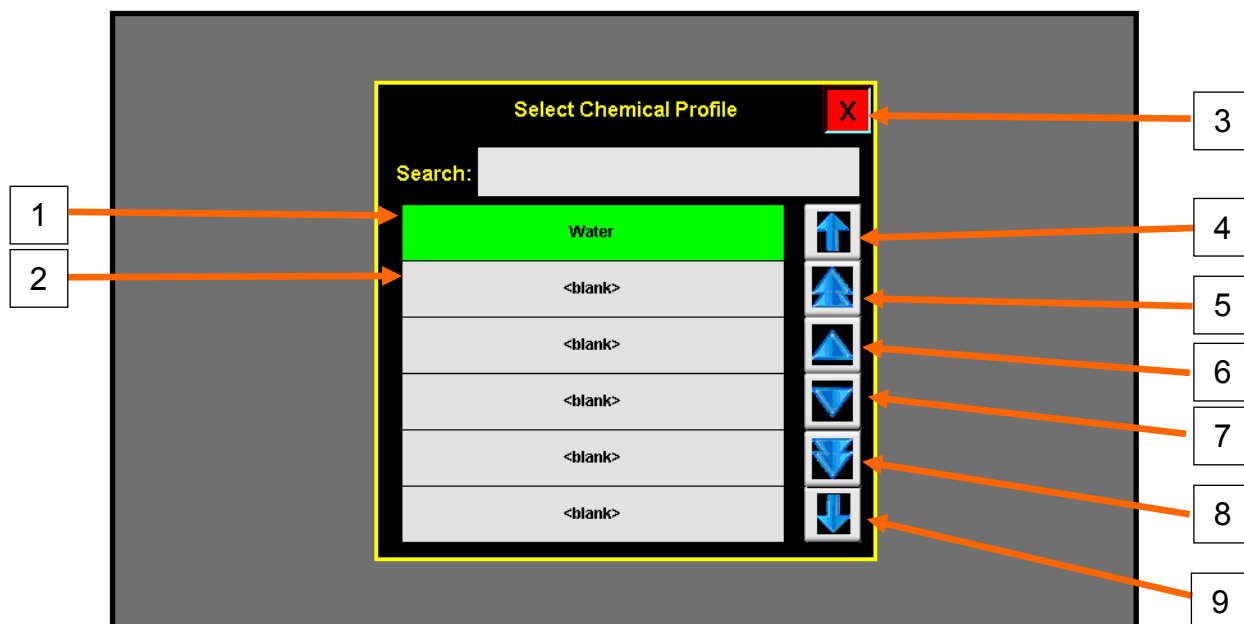 Select Chemical Profile
X
3
Search:
1
Water
4
2
<blank>
5
<blank>
6
<blank>
7
<blank>
8
<blank>
9